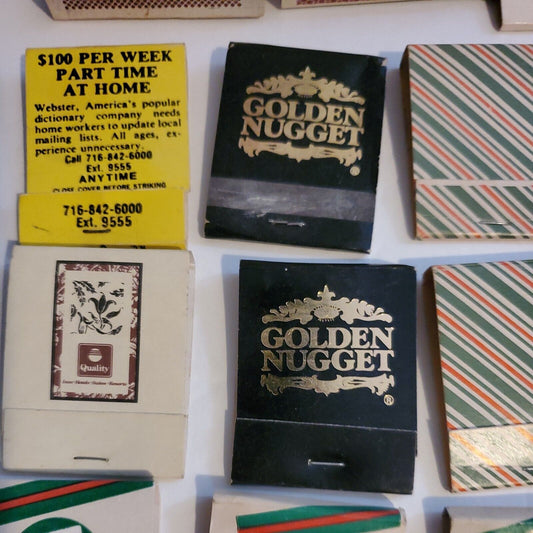 $100 PER WEEK
PART TIME
AT HOME
Webster, America's popular
dictionary company needs
home workers to update local
mailing lists. All ages, ex-
perience unnecessary.
Call 716-842-6000
Ext. 9555
ANYTIME
CLOSE COVER BEFORE STRIKING
716-842-6000
Ext. 9555
GOLDEN
NUGGET
®
Quality
GOLDEN
NUGGET
®